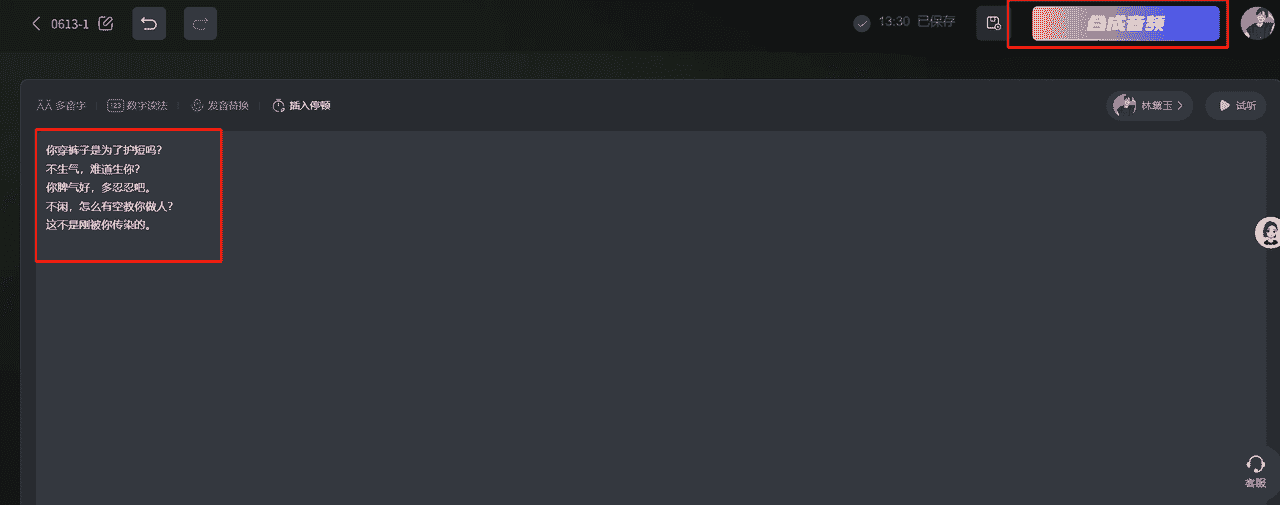 0613-1
13:30 已保存
合成音频
多音字
123 数字读法
发音替换
插入停顿
林黛玉
试听
你穿裤子是为了护短吗?
不生气,难道生你?
你脾气好,多忍忍吧。
不闲,怎么有空教你做人?
这不是刚被你传染的。
客服